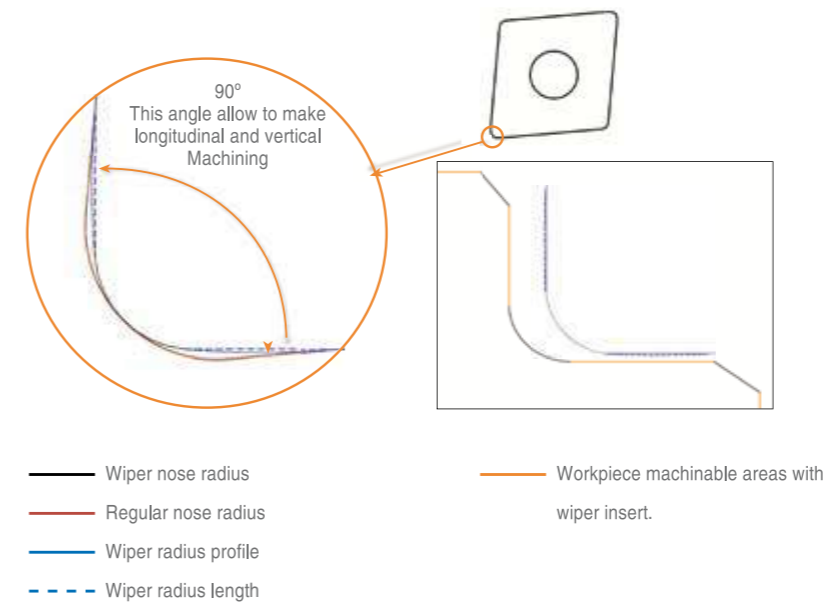 90º
This angle allow to make
longitudinal and vertical
Machining
Wiper nose radius
Regular nose radius
Wiper radius profile
Wiper radius length
Workpiece machinable areas with
wiper insert.